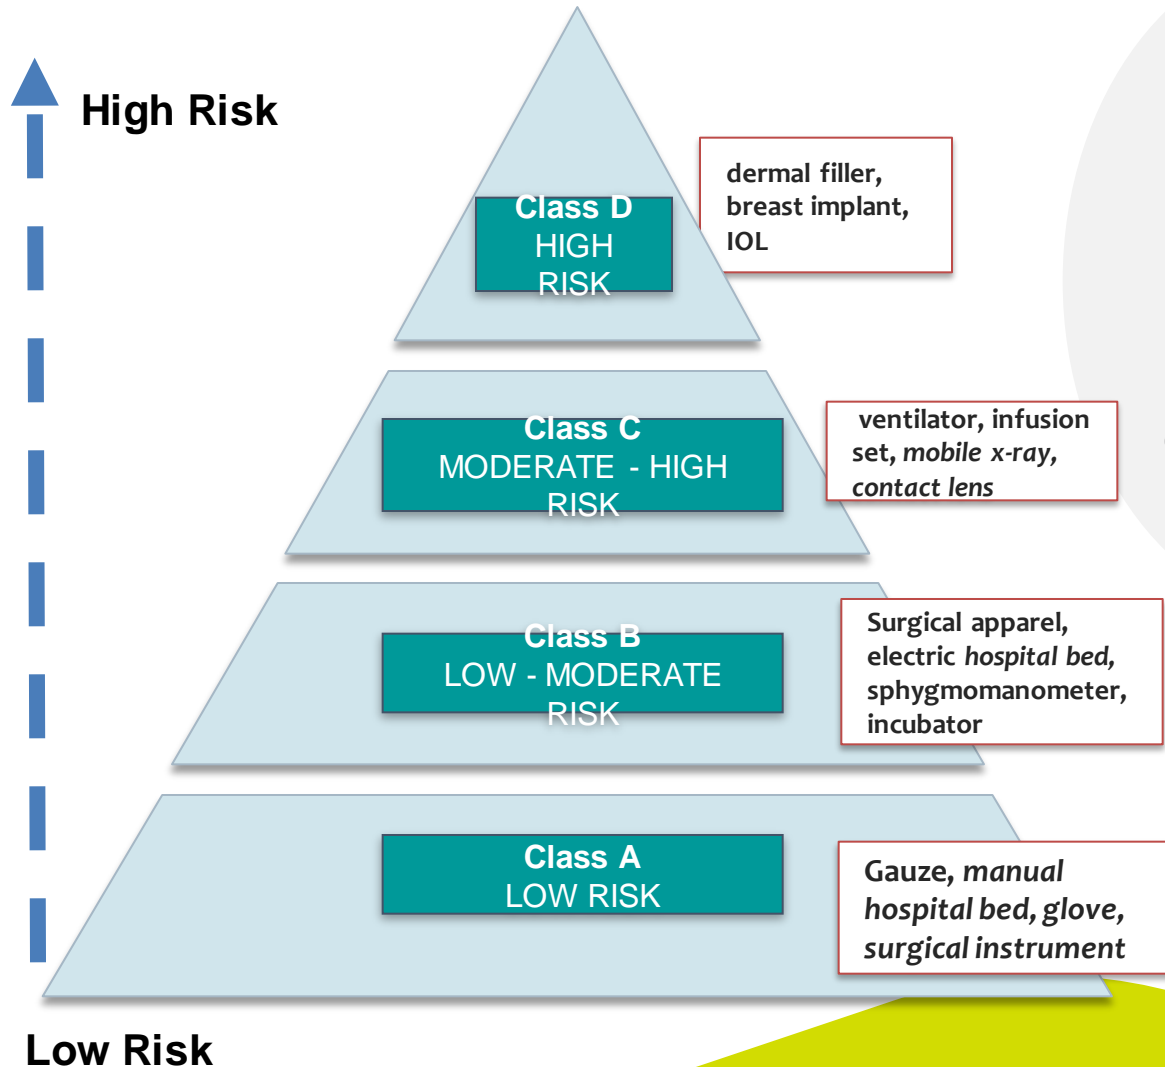 High Risk
Class D
HIGH
RISK
dermal filler,
breast implant,
IOL
Class C
MODERATE - HIGH
RISK
ventilator, infusion
set, mobile x-ray,
contact lens
Class B
LOW - MODERATE
RISK
Surgical apparel,
electric hospital bed,
sphygmomanometer,
incubator
Class A
LOW RISK
Gauze, manual
hospital bed, glove,
surgical instrument
Low Risk